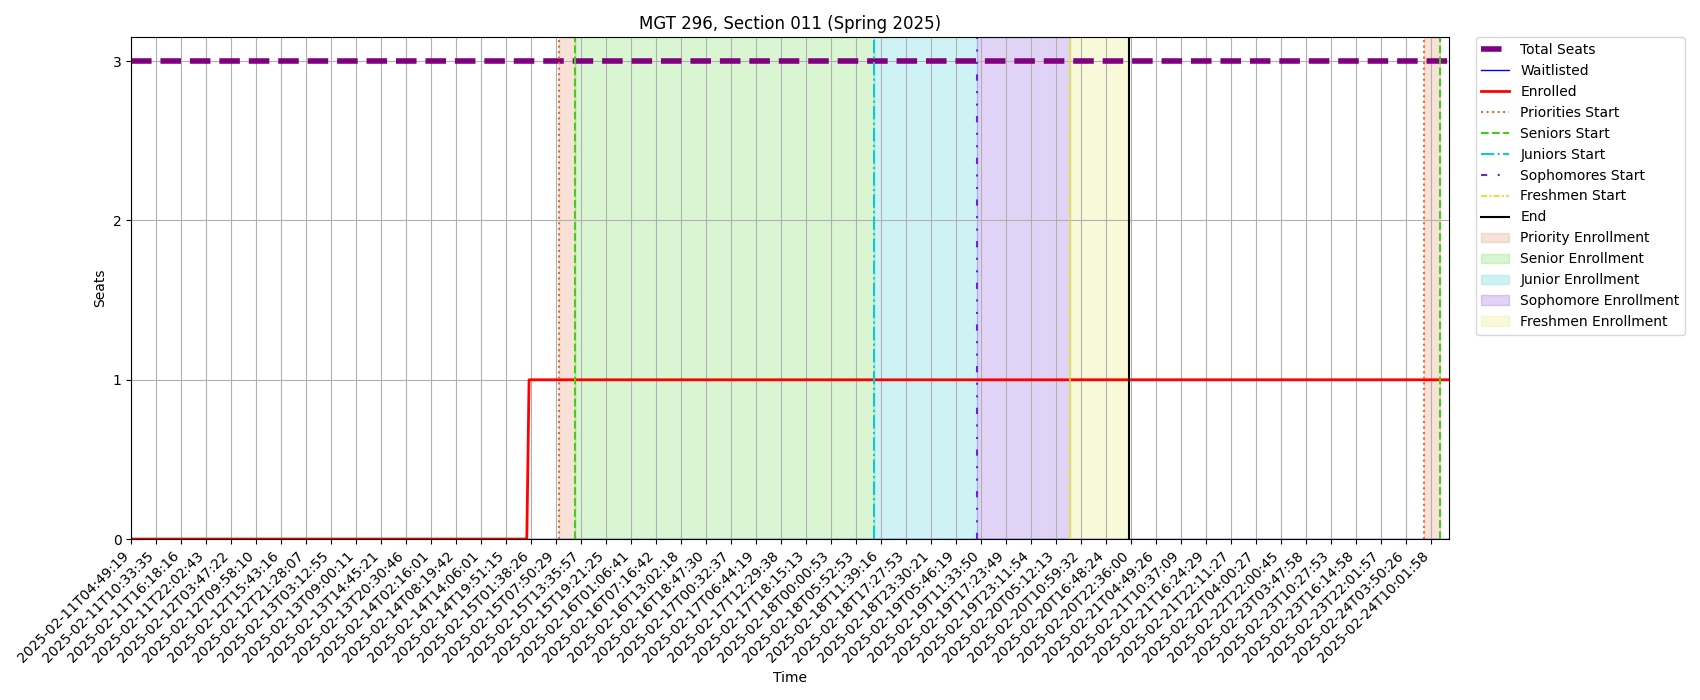 MGT 296, Section 011 (Spring 2025)
Seats
3
2
1
0
2025-02-11T04:49:19
2025-02-11T10:33:35
2025-02-11T16:18:16
2025-02-11T22:02:43
2025-02-12T03:47:22
2025-02-12T09:58:10
2025-02-12T15:43:16
2025-02-12T21:28:07
2025-02-13T03:12:55
2025-02-13T09:00:11
2025-02-13T14:45:21
2025-02-13T20:30:46
2025-02-14T02:16:01
2025-02-14T08:19:42
2025-02-14T14:06:01
2025-02-14T19:51:15
2025-02-15T01:38:26
2025-02-15T07:50:29
2025-02-15T13:35:57
2025-02-15T19:21:25
2025-02-16T01:06:41
2025-02-16T07:16:42
2025-02-16T13:02:18
2025-02-16T18:47:30
2025-02-17T00:32:37
2025-02-17T06:44:19
2025-02-17T12:29:38
2025-02-17T18:15:13
2025-02-18T00:00:53
2025-02-18T05:52:53
2025-02-18T11:39:16
2025-02-18T17:27:53
2025-02-18T23:30:21
2025-02-19T05:46:19
2025-02-19T11:33:50
2025-02-19T17:23:49
2025-02-19T23:11:54
2025-02-20T05:12:13
2025-02-20T10:59:32
2025-02-20T16:48:24
2025-02-20T22:36:00
2025-02-21T04:49:26
2025-02-21T10:37:09
2025-02-21T16:24:29
2025-02-21T22:11:27
2025-02-22T04:00:27
2025-02-22T22:00:45
2025-02-23T03:47:58
2025-02-23T10:27:53
2025-02-23T16:14:58
2025-02-23T22:01:57
2025-02-24T03:50:26
2025-02-24T10:01:58
Time
Total Seats
Waitlisted
Enrolled
Priorities Start
Seniors Start
Juniors Start
Sophomores Start
Freshmen Start
End
Priority Enrollment
Senior Enrollment
Junior Enrollment
Sophomore Enrollment
Freshmen Enrollment